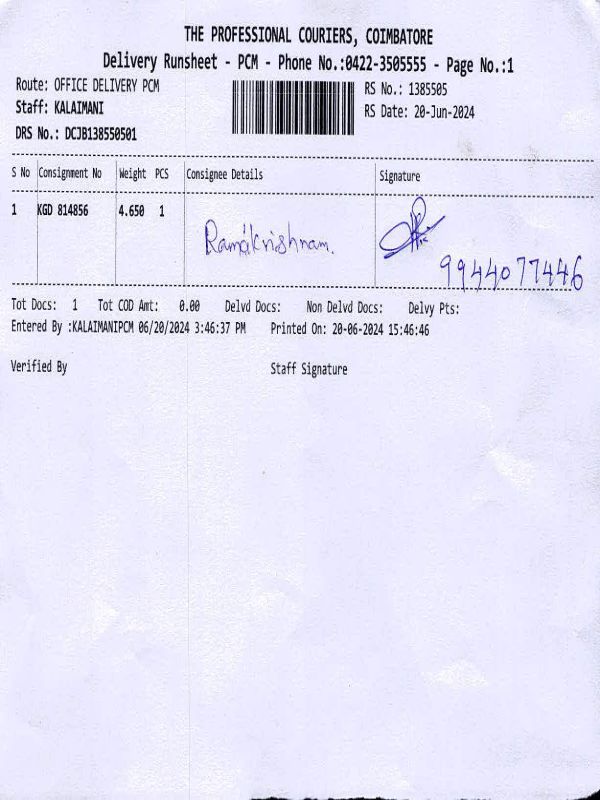 THE PROFESSIONAL COURIERS, COIMBATORE
Delivery Runsheet - PCM - Phone No.:0422-3505555 - Page No.:1
Route: OFFICE DELIVERY PCM
RS No.: 1385505
Staff: KALAIMANI
RS Date: 20-Jun-2024
DRS No.: DCJB138550501
S No Consignment No Weight PCS Consignee Details Signature
1 KGD 814856 4.650 1
Ramakrishnam.
9944077446
Tot Docs: 1 Tot COD Amt: 0.00 Delvd Docs: Non Delvd Docs: Delvy Pts:
Entered By :KALAIMANIPCM 06/20/2024 3:46:37 PM Printed On: 20-06-2024 15:46:46
Verified By Staff Signature